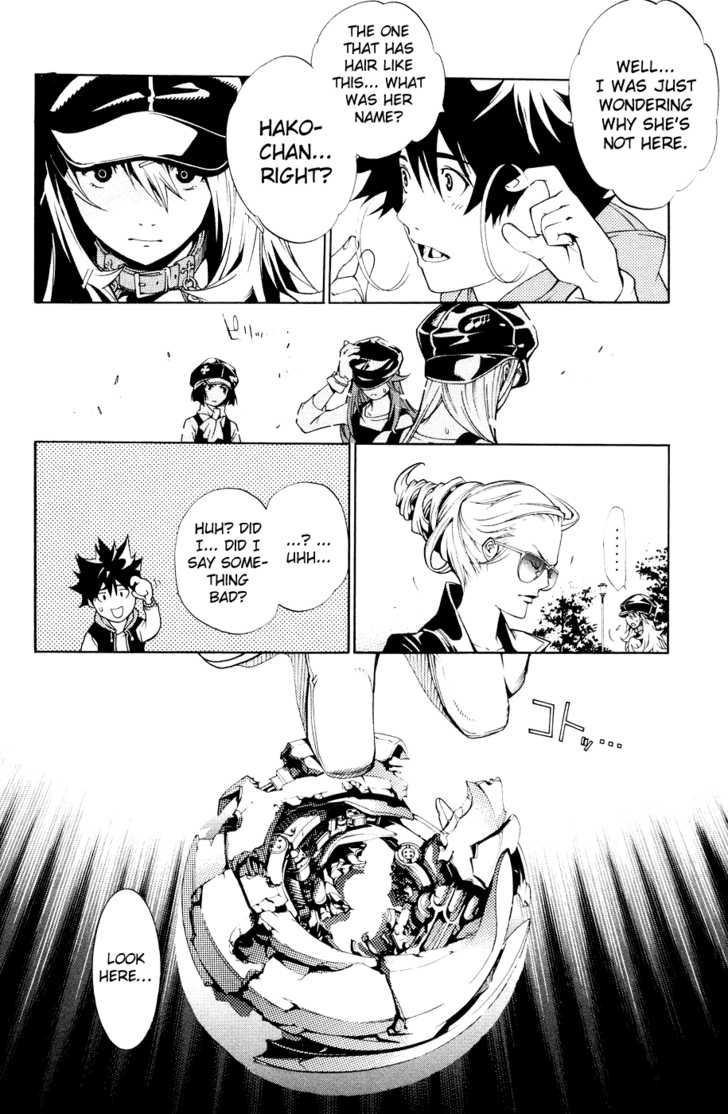 WELL...
I WAS JUST
WONDERING
WHY SHE'S
NOT HERE.
THE ONE
THAT HAS
HAIR LIKE
THIS... WHAT
WAS HER
NAME?
HAKO-
CHAN...
RIGHT?
ピリッ...
......
...? ...
UHH...
HUH? DID
I... DID I
SAY SOME-
THING
BAD?
コトッ...
LOOK
HERE...